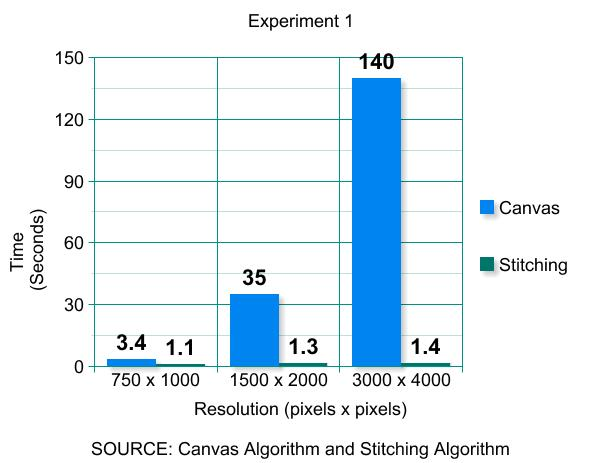 Experiment 1
150
120
90
60
30
0
Time
(Seconds)
3.4
1.1
35
1.3
140
1.4
750 x 1000
1500 x 2000
3000 x 4000
Resolution (pixels x pixels)
Canvas
Stitching
SOURCE: Canvas Algorithm and Stitching Algorithm